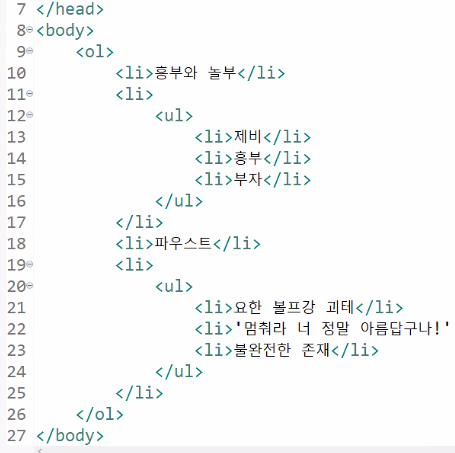 7 </head>
8 <body>
9     <ol>
10         <li>흥부와 놀부</li>
11         <li>
12             <ul>
13                 <li>제비</li>
14                 <li>흥부</li>
15                 <li>부자</li>
16             </ul>
17         </li>
18         <li>파우스트</li>
19         <li>
20             <ul>
21                 <li>요한 볼프강 괴테</li>
22                 <li>'멈춰라 너 정말 아름답구나!'
23                 <li>불완전한 존재</li>
24             </ul>
25         </li>
26     </ol>
27 </body>